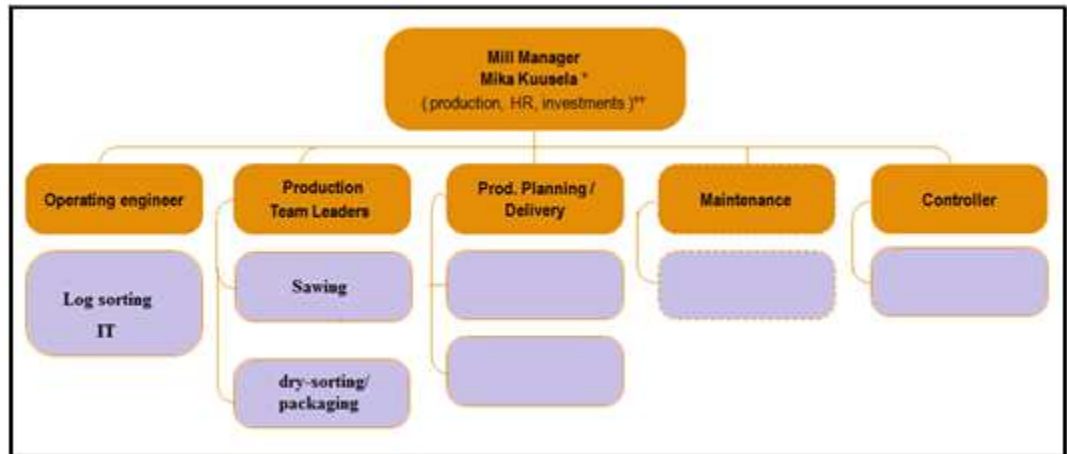 Mill Manager
Mika Kuusela *
( production, HR, investments )**
Operating engineer
Production
Team Leaders
Prod. Planning /
Delivery
Maintenance
Controller
Log sorting
IT
Sawing
dry-sorting/
packaging